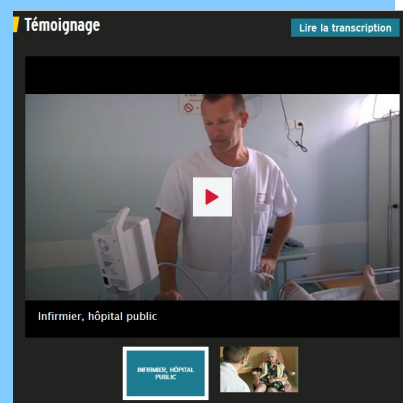 Témoignage
Lire la transcription
Infirmier, hôpital public
INFIRMIER, HÔPITAL
PUBLIC